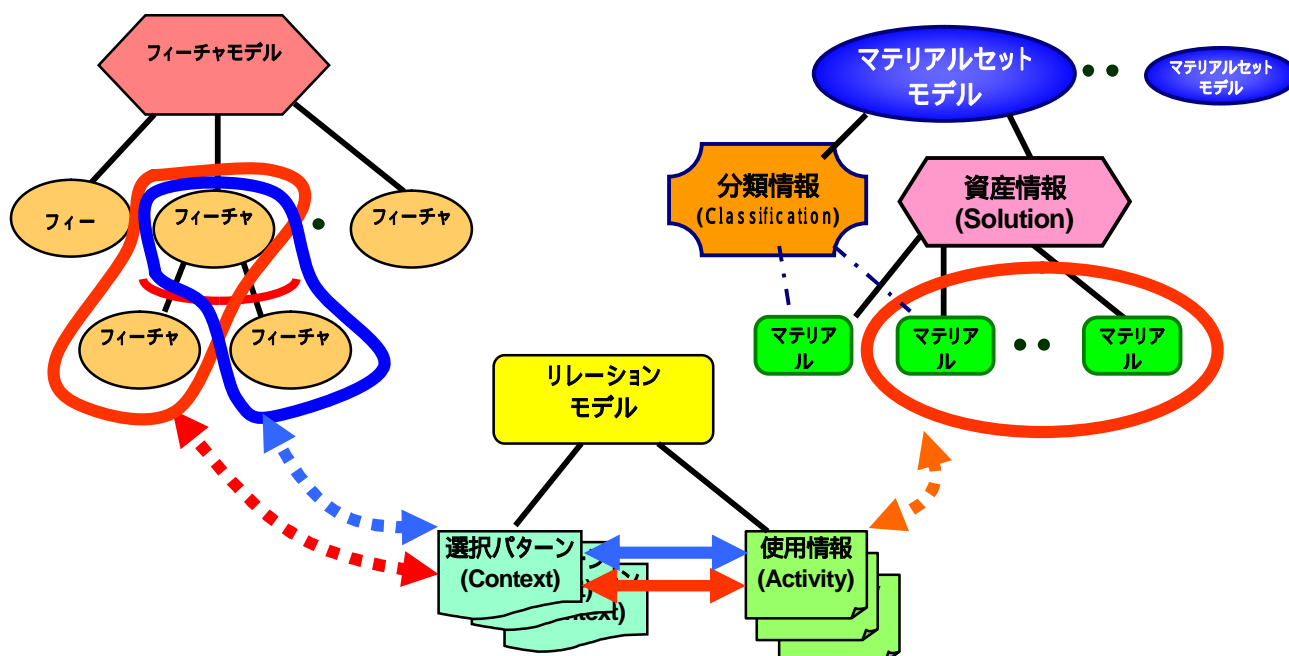 フィーチャモデル
フィー
フィーチャ
フィーチャ
フィーチャ
フィーチャ
マテリアルセット
モデル
マテリアルセット
モデル
分類情報
(Classification)
資産情報
(Solution)
マテリア
ル
マテリア
ル
マテリア
ル
リレーション
モデル
選択パターン
(Context)
使用情報
(Activity)